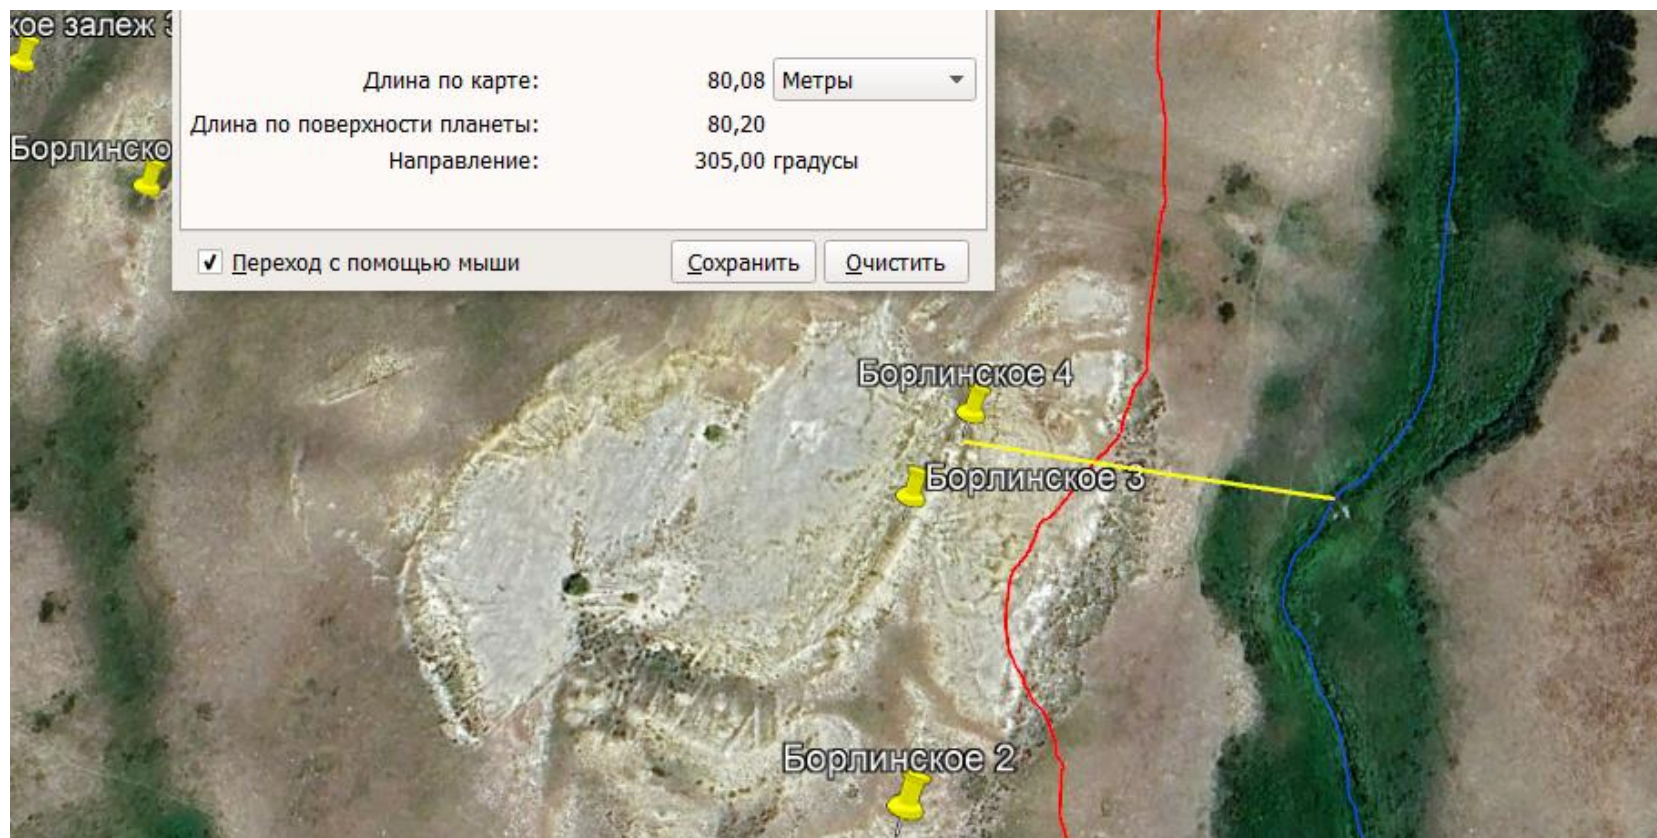 кое залеж 3
Длина по карте: 80,08 Метры
Длина по поверхности планеты: 80,20
Направление: 305,00 градусы
Борлинско
Переход с помощью мыши Сохранить Очистить
Борлинское 4
Борлинское 3
Борлинское 2